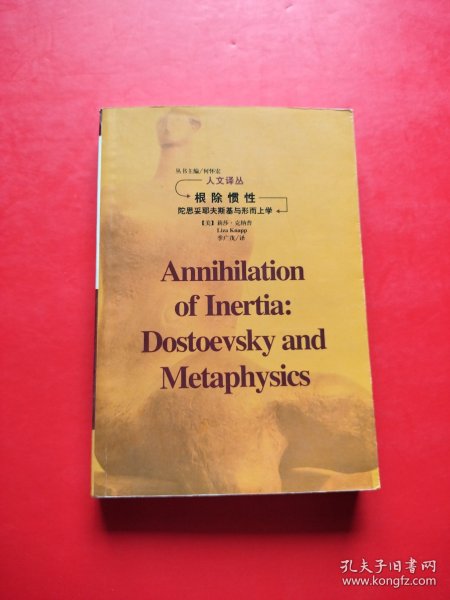 丛书主编/何怀宏
人文译丛
根除惯性
陀思妥耶夫斯基与形而上学
【美】莉莎·克纳普
Liza Knapp
季广茂/译
Annihilation
of Inertia:
Dostoevsky and
Metaphysics
孔夫子旧书网
www.kongfz.com